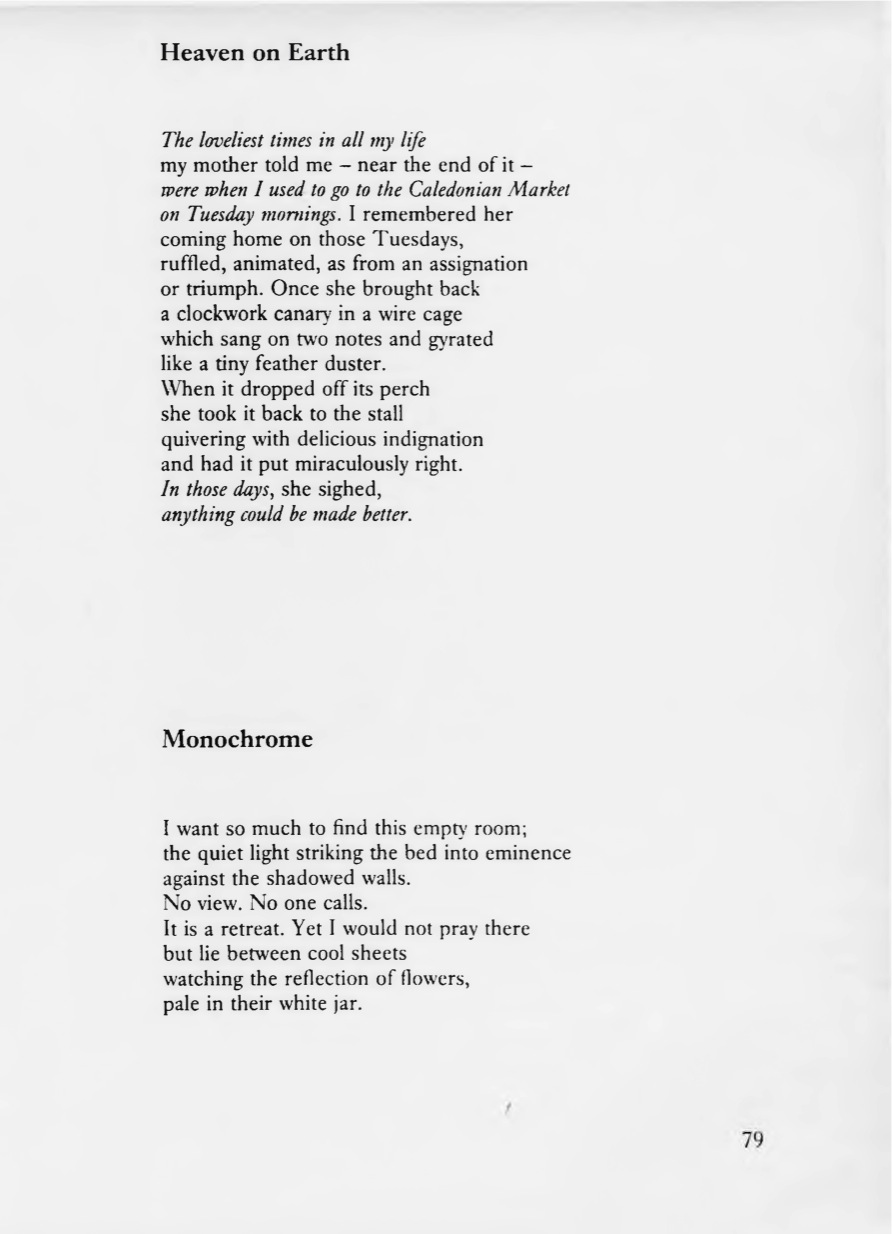 Heaven on Earth
The loveliest times in all my life
my mother told me – near the end of it –
were when I used to go to the Caledonian Market
on Tuesday mornings. I remembered her
coming home on those Tuesdays,
ruffled, animated, as from an assignation
or triumph. Once she brought back
a clockwork canary in a wire cage
which sang on two notes and gyrated
like a tiny feather duster.
When it dropped off its perch
she took it back to the stall
quivering with delicious indignation
and had it put miraculously right.
In those days, she sighed,
anything could be made better.
Monochrome
I want so much to find this empty room;
the quiet light striking the bed into eminence
against the shadowed walls.
No view. No one calls.
It is a retreat. Yet I would not pray there
but lie between cool sheets
watching the reflection of flowers,
pale in their white jar.
79